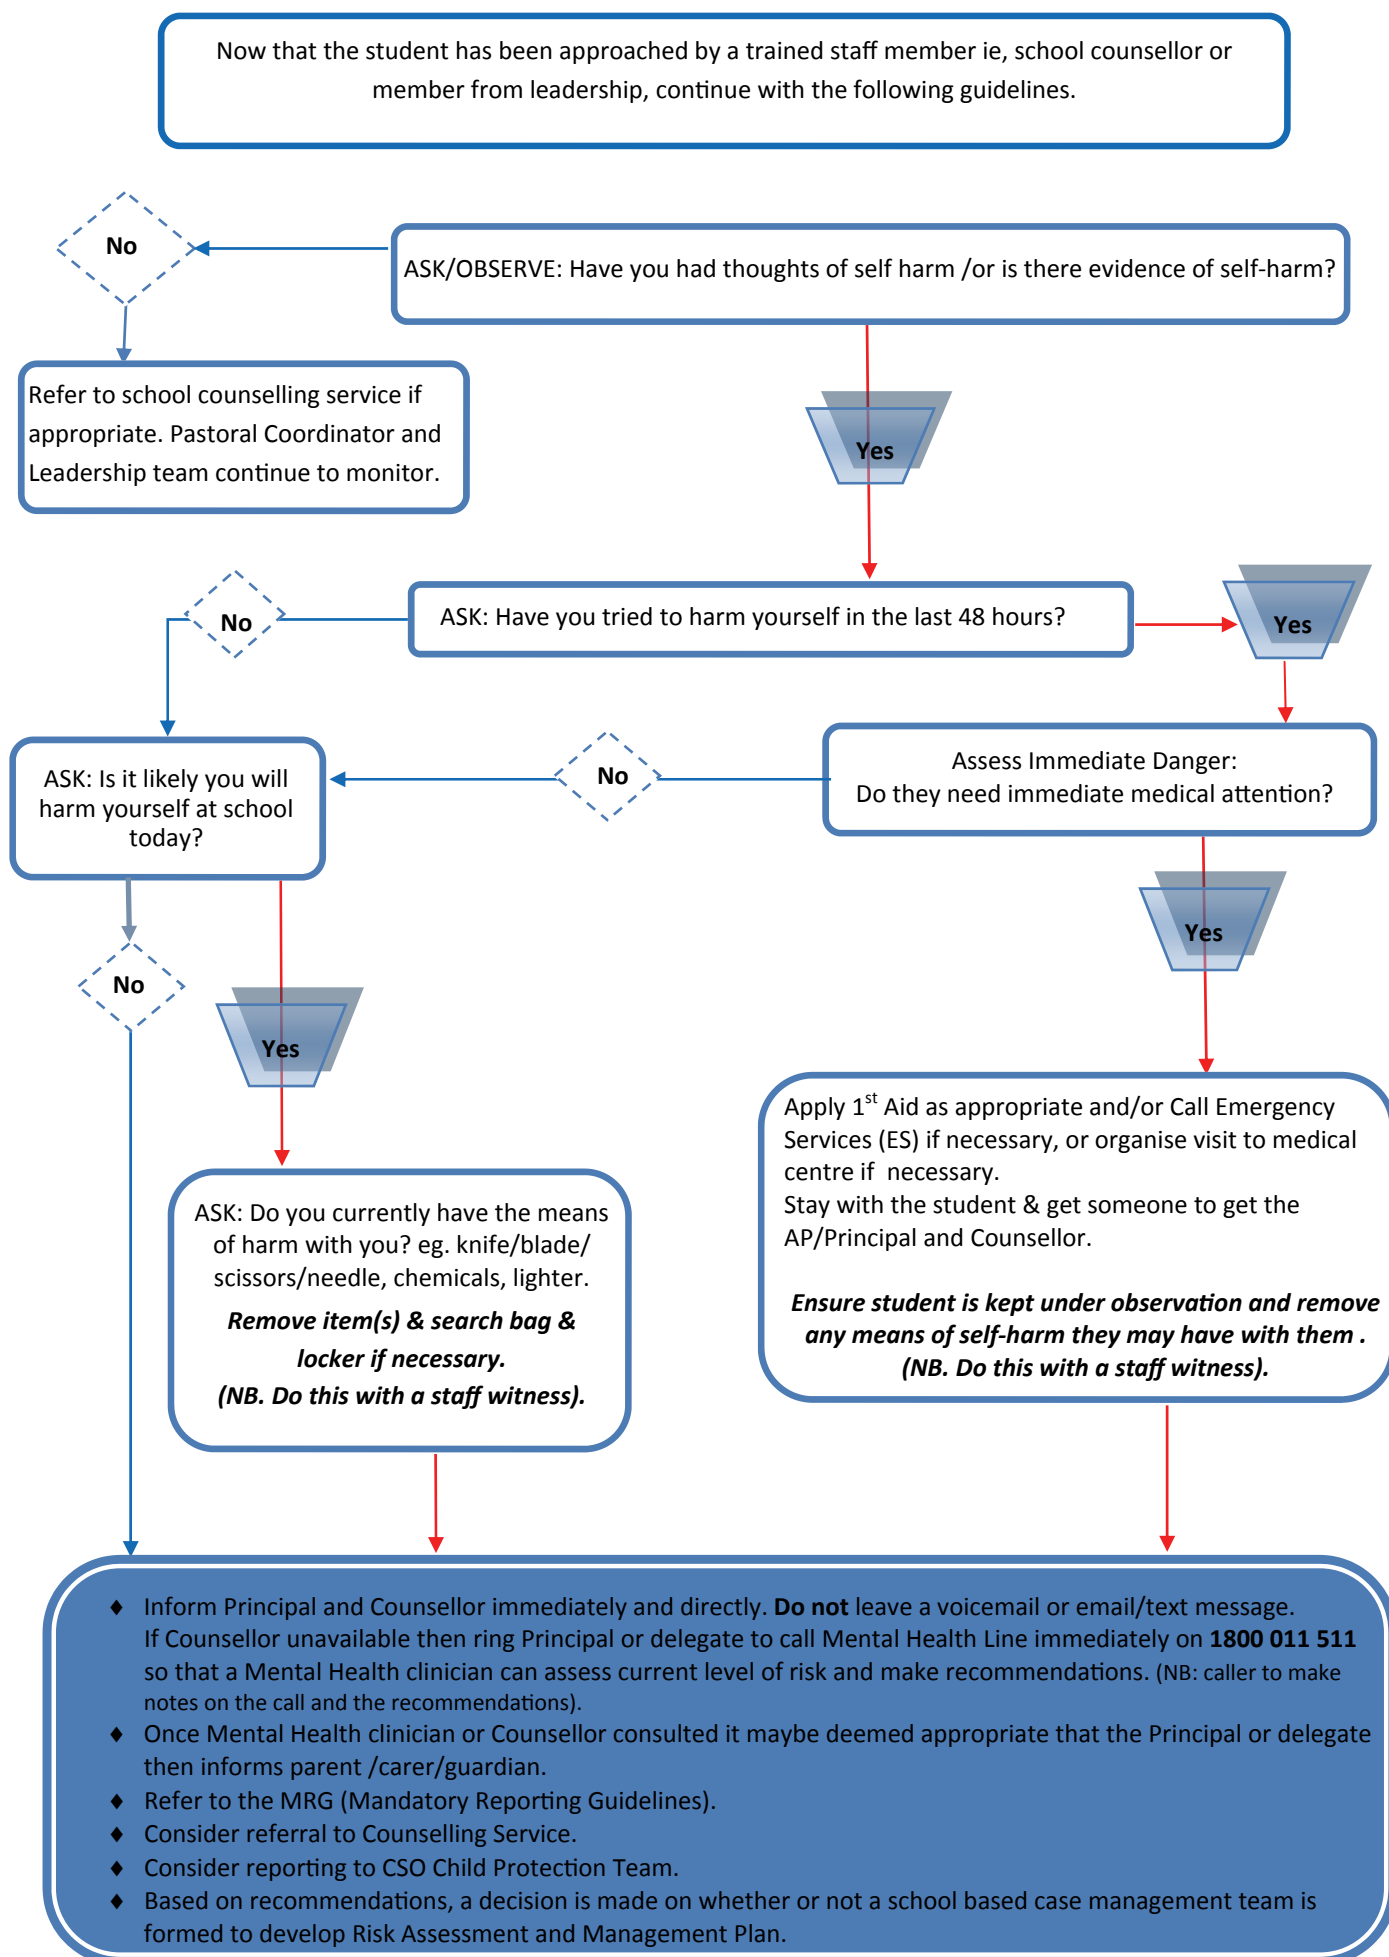 Now that the student has been approached by a trained staff member ie, school counsellor or
member from leadership, continue with the following guidelines.
No
ASK/OBSERVE: Have you had thoughts of self harm /or is there evidence of self-harm?
Refer to school counselling service if
appropriate. Pastoral Coordinator and
Leadership team continue to monitor.
Yes
No
ASK: Have you tried to harm yourself in the last 48 hours?
Yes
ASK: Is it likely you will
harm yourself at school
today?
No
Assess Immediate Danger:
Do they need immediate medical attention?
Yes
No
Yes
Apply 1st Aid as appropriate and/or Call Emergency
Services (ES) if necessary, or organise visit to medical
centre if  necessary.
Stay with the student & get someone to get the
AP/Principal and Counsellor.
Ensure student is kept under observation and remove
any means of self-harm they may have with them .
(NB. Do this with a staff witness).
ASK: Do you currently have the means
of harm with you? eg. knife/blade/
scissors/needle, chemicals, lighter.
Remove item(s) & search bag &
locker if necessary.
(NB. Do this with a staff witness).
♦ Inform Principal and Counsellor immediately and directly. Do not leave a voicemail or email/text message.
If Counsellor unavailable then ring Principal or delegate to call Mental Health Line immediately on 1800 011 511
so that a Mental Health clinician can assess current level of risk and make recommendations. (NB: caller to make
notes on the call and the recommendations).
♦ Once Mental Health clinician or Counsellor consulted it maybe deemed appropriate that the Principal or delegate
then informs parent /carer/guardian.
♦ Refer to the MRG (Mandatory Reporting Guidelines).
♦ Consider referral to Counselling Service.
♦ Consider reporting to CSO Child Protection Team.
♦ Based on recommendations, a decision is made on whether or not a school based case management team is
formed to develop Risk Assessment and Management Plan.